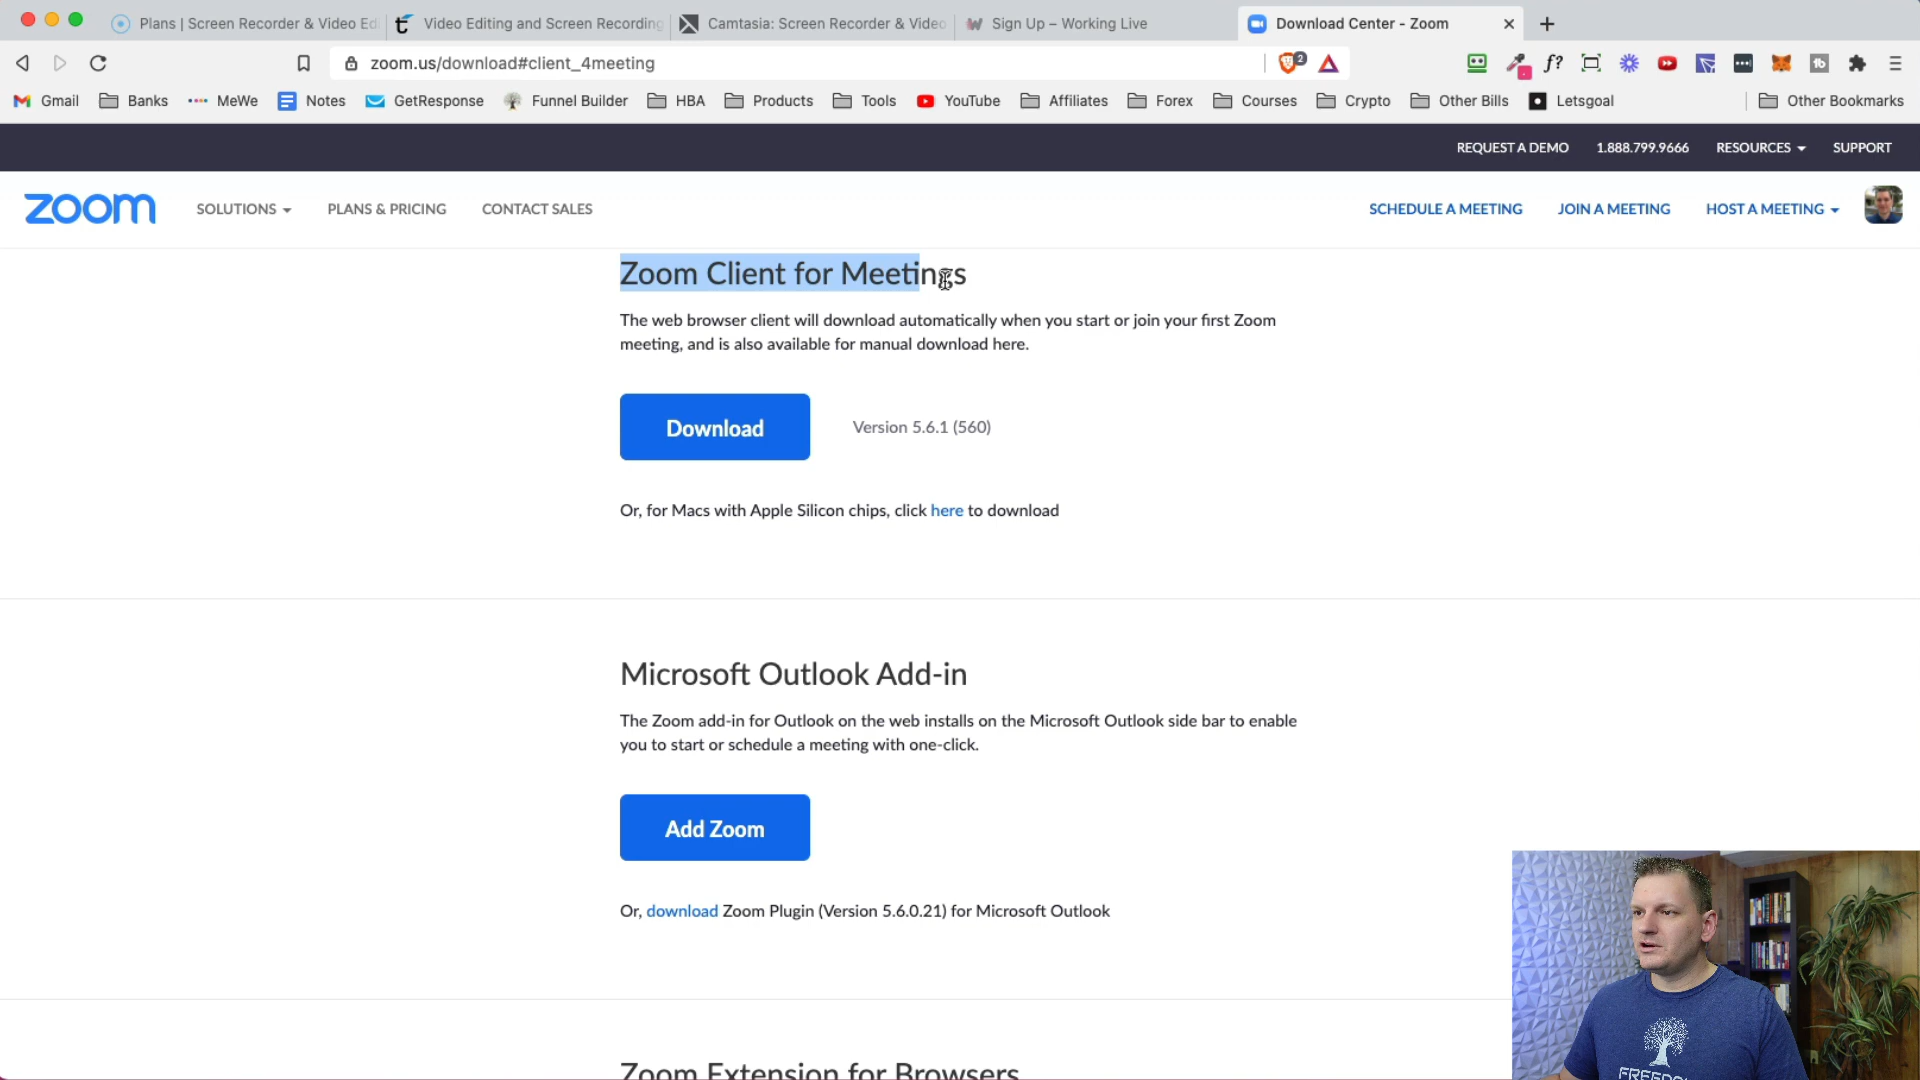 Plans | Screen Recorder & Video Ed
Video Editing and Screen Recording
Camtasia: Screen Recorder & Video
Sign Up – Working Live
Download Center - Zoom
zoom.us/download#client_4meeting
2
f?
tb
Gmail
Banks
MeWe
Notes
GetResponse
Funnel Builder
HBA
Products
Tools
YouTube
Affiliates
Forex
Courses
Crypto
Other Bills
Letsgoal
Other Bookmarks
REQUEST A DEMO
1.888.799.9666
RESOURCES
SUPPORT
zoom
SOLUTIONS
PLANS & PRICING
CONTACT SALES
SCHEDULE A MEETING
JOIN A MEETING
HOST A MEETING
Zoom Client for Meetings
The web browser client will download automatically when you start or join your first Zoom
meeting, and is also available for manual download here.
Download
Version 5.6.1 (560)
Or, for Macs with Apple Silicon chips, click here to download
Microsoft Outlook Add-in
The Zoom add-in for Outlook on the web installs on the Microsoft Outlook side bar to enable
you to start or schedule a meeting with one-click.
Add Zoom
Or, download Zoom Plugin (Version 5.6.0.21) for Microsoft Outlook
Zoom Extension for Browsers